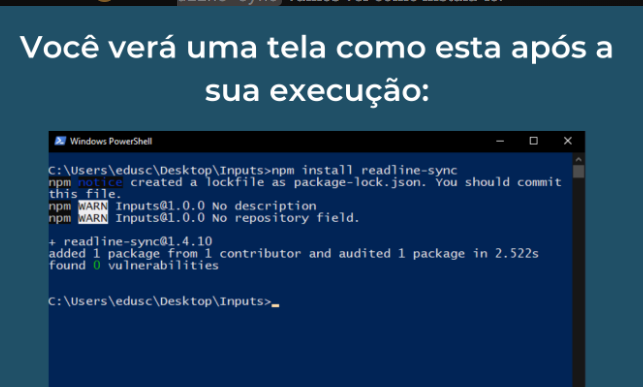 Você verá uma tela como esta após a
sua execução:
Windows PowerShell
C:\Users\edusc\Desktop\Inputs>npm install readline-sync
npm notice created a lockfile as package-lock.json. You should commit
this file.
npm WARN Inputs@1.0.0 No description
npm WARN Inputs@1.0.0 No repository field.
+ readline-sync@1.4.10
added 1 package from 1 contributor and audited 1 package in 2.522s
found 0 vulnerabilities
C:\Users\edusc\Desktop\Inputs>